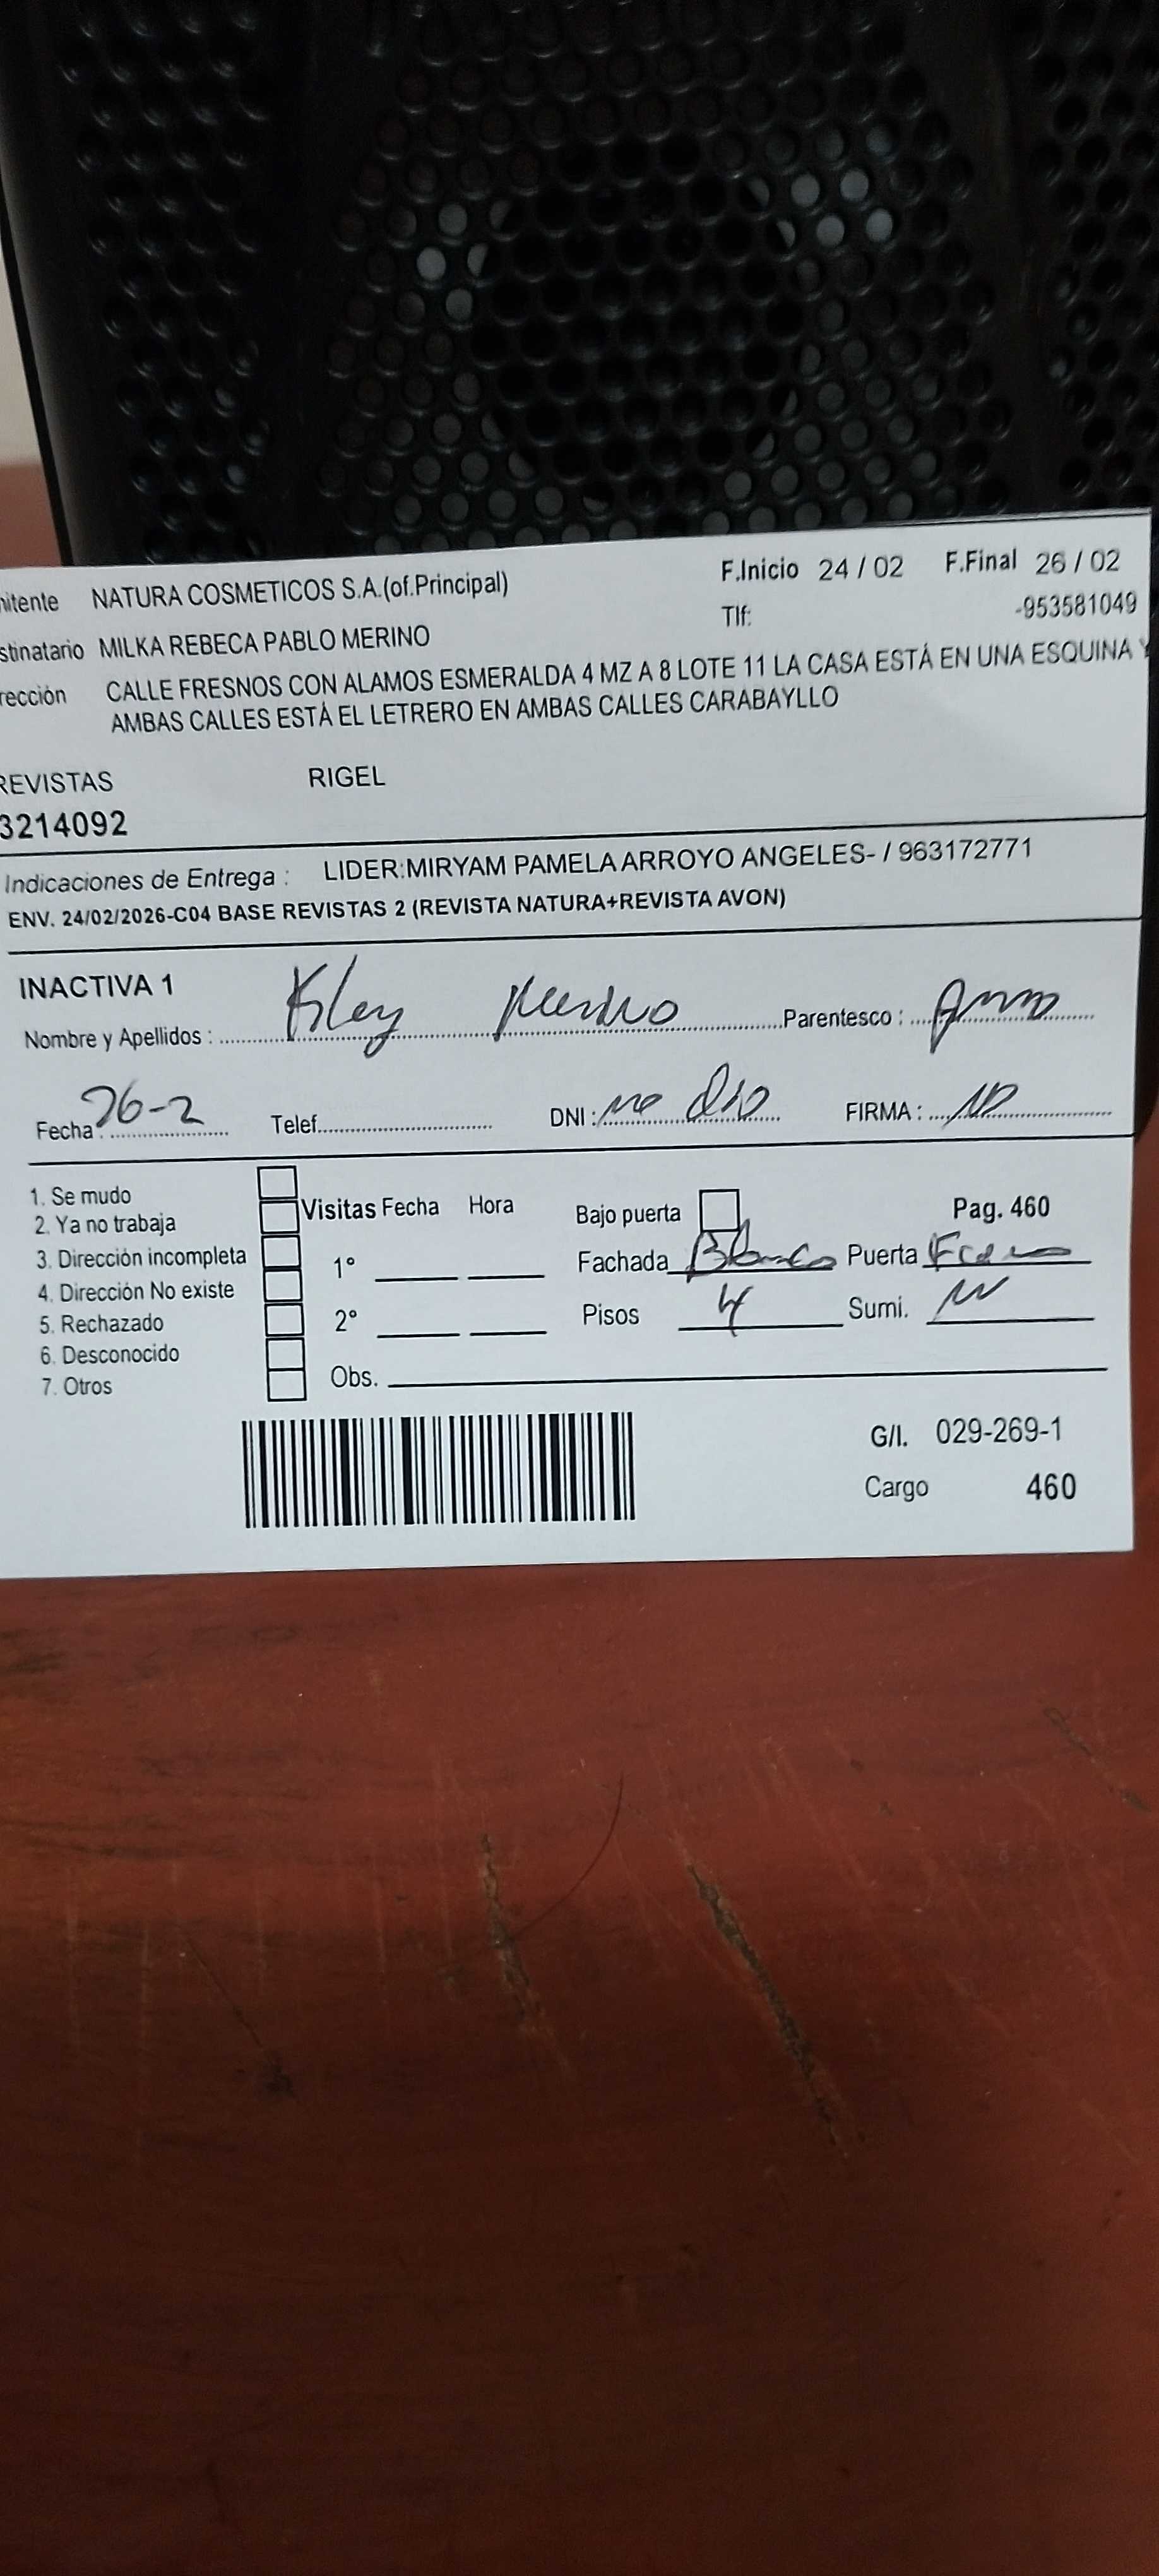 mitente NATURA COSMETICOS S.A.(of.Principal) F.Inicio 24 / 02 F.Final 26 / 02
Tlf: -953581049
stinatario MILKA REBECA PABLO MERINO
rección CALLE FRESNOS CON ALAMOS ESMERALDA 4 MZ A 8 LOTE 11 LA CASA ESTÁ EN UNA ESQUINA Y
AMBAS CALLES ESTÁ EL LETRERO EN AMBAS CALLES CARABAYLLO
REVISTAS RIGEL
3214092
Indicaciones de Entrega : LIDER:MIRYAM PAMELA ARROYO ANGELES- / 963172771
ENV. 24/02/2026-C04 BASE REVISTAS 2 (REVISTA NATURA+REVISTA AVON)
INACTIVA 1
Nombre y Apellidos : Merino Parentesco :
Fecha : 26-2 Telef. DNI : no dio FIRMA :
1. Se mudo
2. Ya no trabaja Visitas Fecha Hora Bajo puerta Pag. 460
3. Dirección incompleta 1° Fachada Blanco Puerta
4. Dirección No existe
5. Rechazado 2° Pisos 4 Sumi.
6. Desconocido
7. Otros Obs.
G/I. 029-269-1
Cargo 460